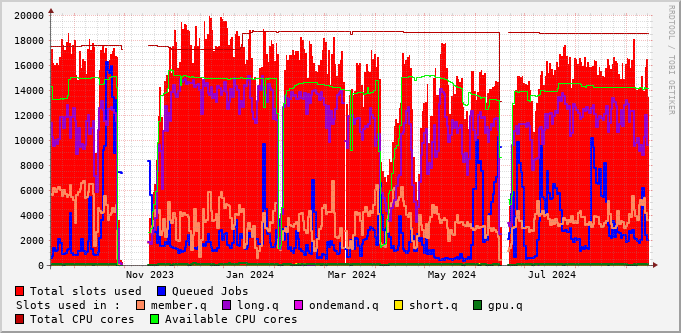 20000
18000
16000
14000
12000
10000
8000
6000
4000
2000
0
Nov 2023 Jan 2024 Mar 2024 May 2024 Jul 2024
Total slots used Queued Jobs
Slots used in : member.q long.q ondemand.q short.q gpu.q
Total CPU cores Available CPU cores
RRDTOOL / TOBI OETIKER